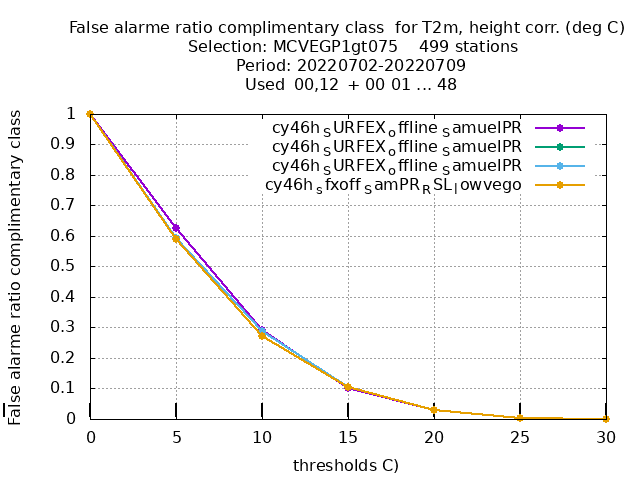 False alarme ratio complimentary class  for T2m, height corr. (deg C)
Selection: MCVEGP1gt075    499 stations
Period: 20220702-20220709
Used  00,12  + 00 01 ... 48
False alarme ratio complimentary class
1
0.9
0.8
0.7
0.6
0.5
0.4
0.3
0.2
0.1
0
cy46h_SURFEX_offline_SamuelPR
cy46h_SURFEX_offline_SamuelPR
cy46h_SURFEX_offline_SamuelPR
cy46h_sfxoff_SamPR_RSL_lowvego
0 5 10 15 20 25 30
thresholds C)